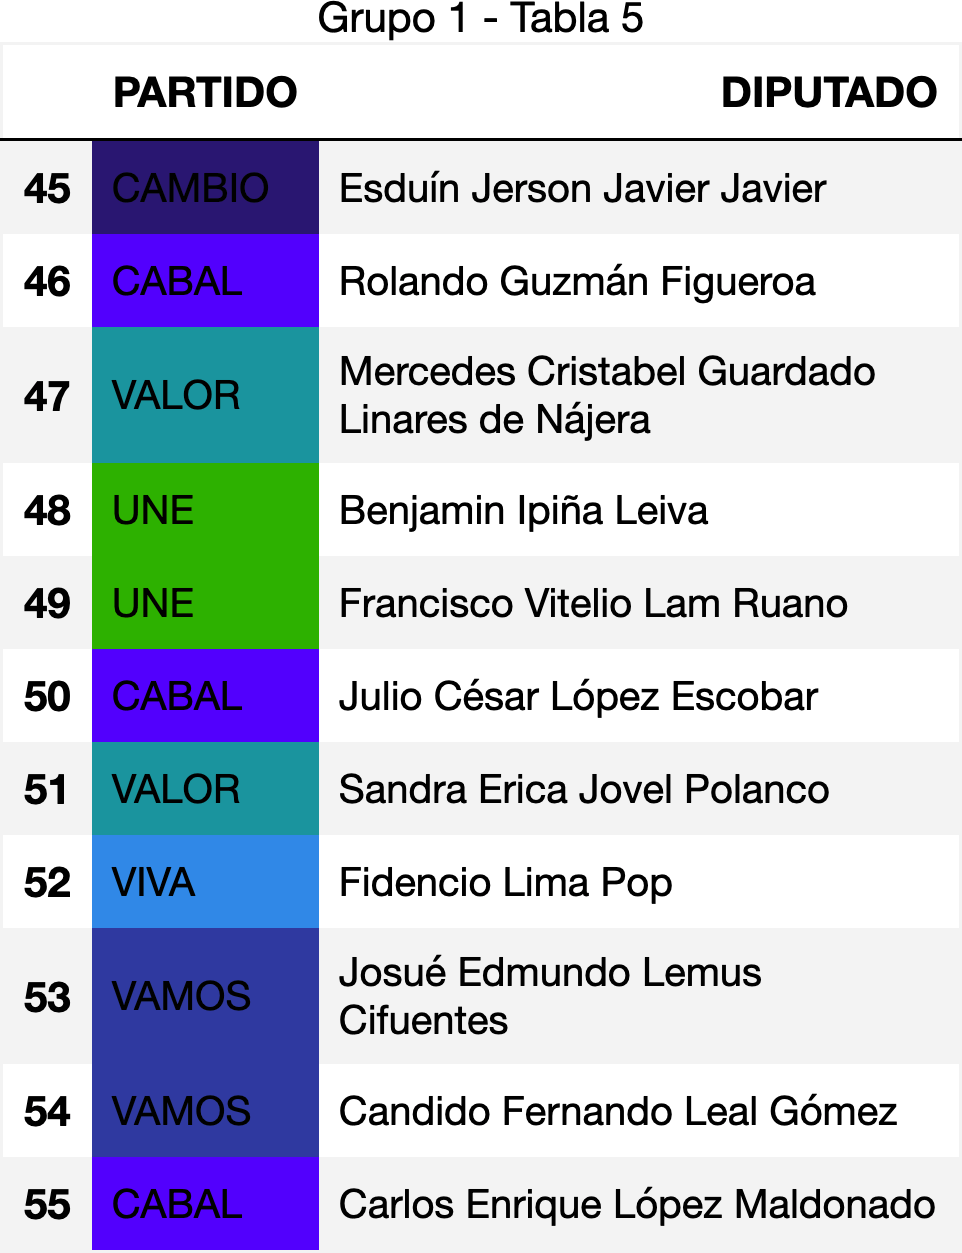 Grupo 1 - Tabla 5
PARTIDO DIPUTADO
45 CAMBIO Esduín Jerson Javier Javier
46 CABAL Rolando Guzmán Figueroa
47 VALOR Mercedes Cristabel Guardado
Linares de Nájera
48 UNE Benjamin Ipiña Leiva
49 UNE Francisco Vitelio Lam Ruano
50 CABAL Julio César López Escobar
51 VALOR Sandra Erica Jovel Polanco
52 VIVA Fidencio Lima Pop
53 VAMOS Josué Edmundo Lemus
Cifuentes
54 VAMOS Candido Fernando Leal Gómez
55 CABAL Carlos Enrique López Maldonado